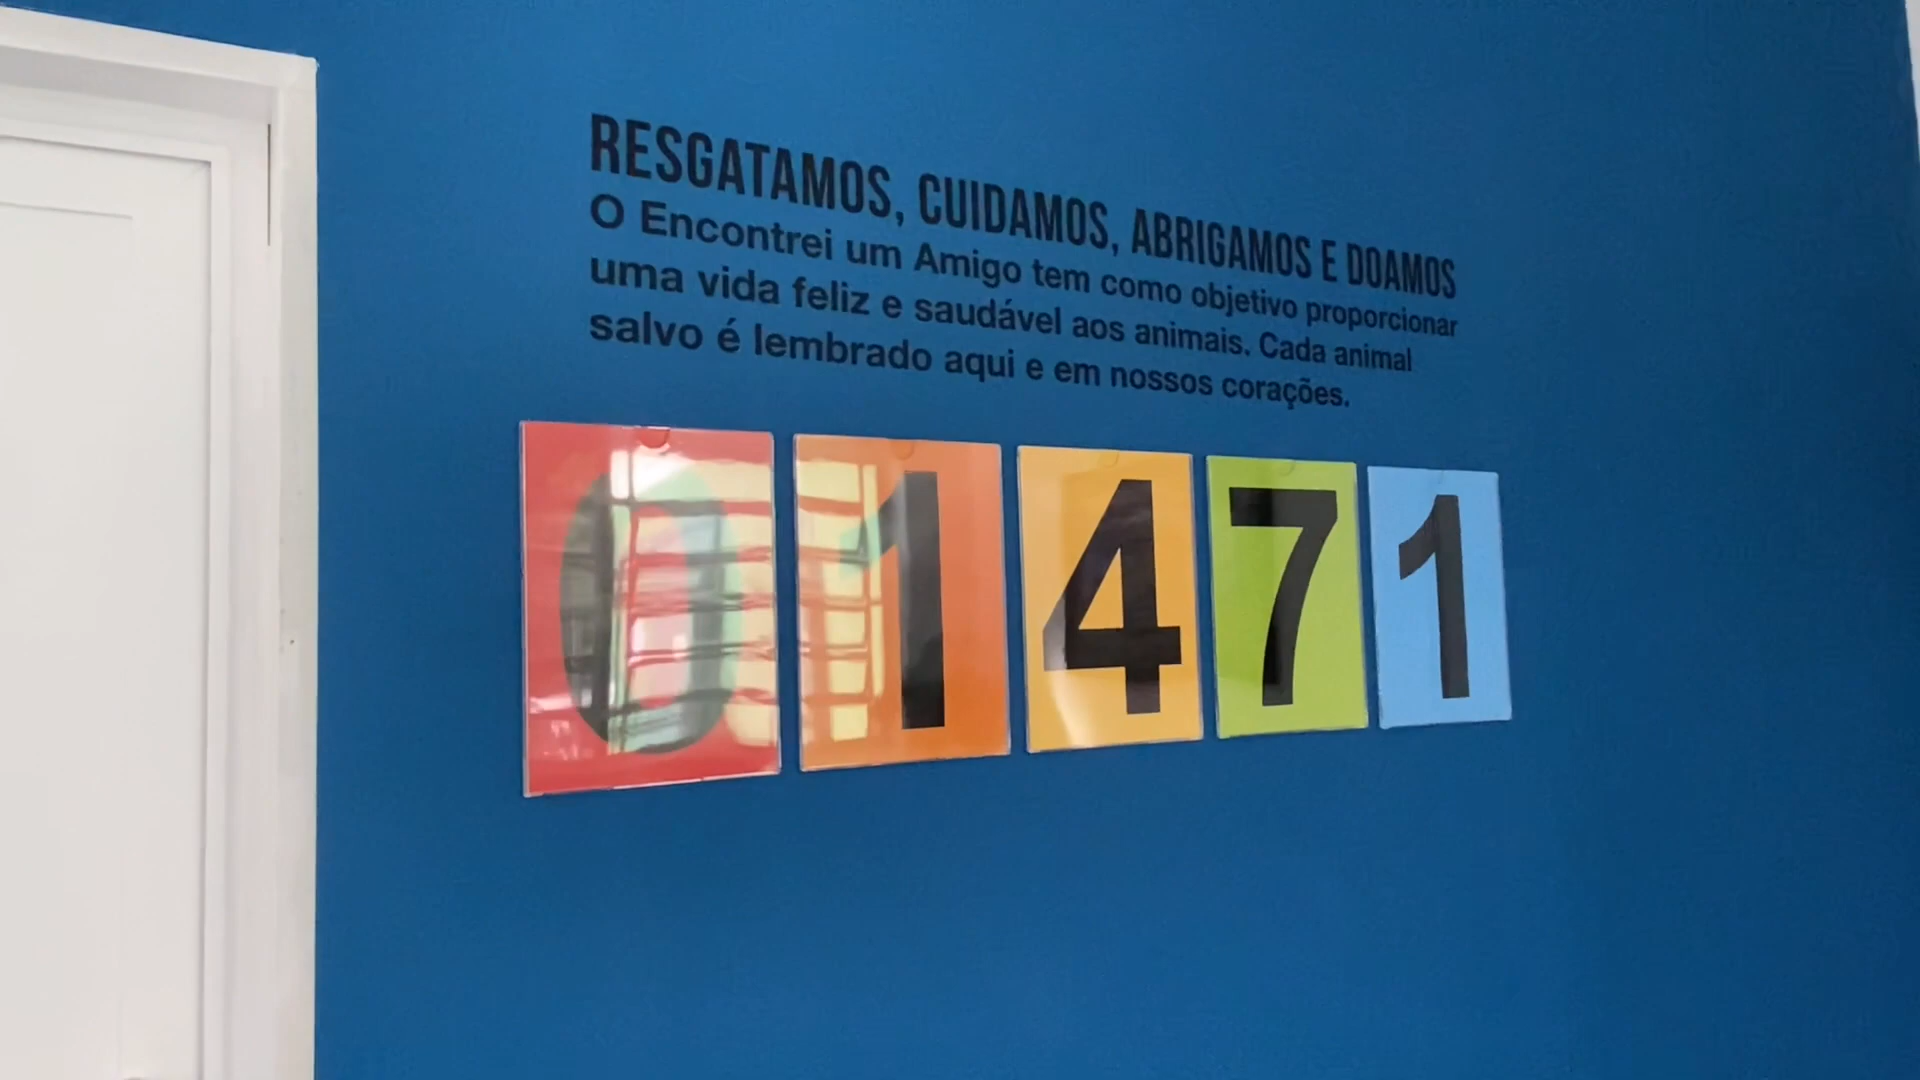 RESGATAMOS, CUIDAMOS, ABRIGAMOS E DOAMOS
O Encontrei um Amigo tem como objetivo proporcionar
uma vida feliz e saudável aos animais. Cada animal
salvo é lembrado aqui e em nossos corações.
01471